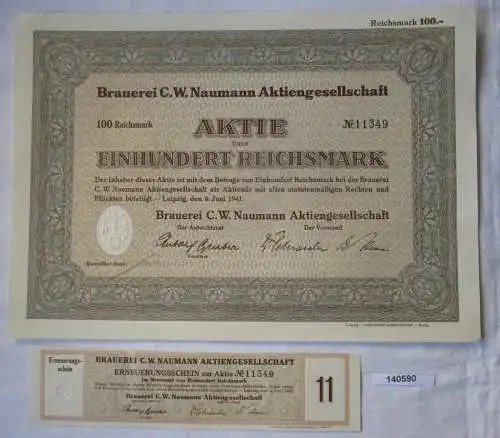 Reichsmark 100.-
Brauerei C.W. Naumann Aktiengesellschaft
100 Reichsmark
AKTIE
№ 11349
ÜBER
EINHUNDERT REICHSMARK
Der Inhaber dieser Aktie ist mit dem Betrage von Einhundert Reichsmark bei der Brauerei
C. W. Naumann Aktiengesellschaft als Aktionär mit allen statutenmäßigen Rechten und
Pflichten beteiligt. — Leipzig, den 6. Juni 1941.
Brauerei C.W. Naumann Aktiengesellschaft
Der Aufsichtsrat
Der Vorstand
Kontrolliert durch:
Erneuerungs-
schein
BRAUEREI C.W. NAUMANN AKTIENGESELLSCHAFT
ERNEUERUNGSSCHEIN zur Aktie № 11349
im Nennwert von Einhundert Reichsmark
Brauerei C.W. Naumann Aktiengesellschaft
11
140590